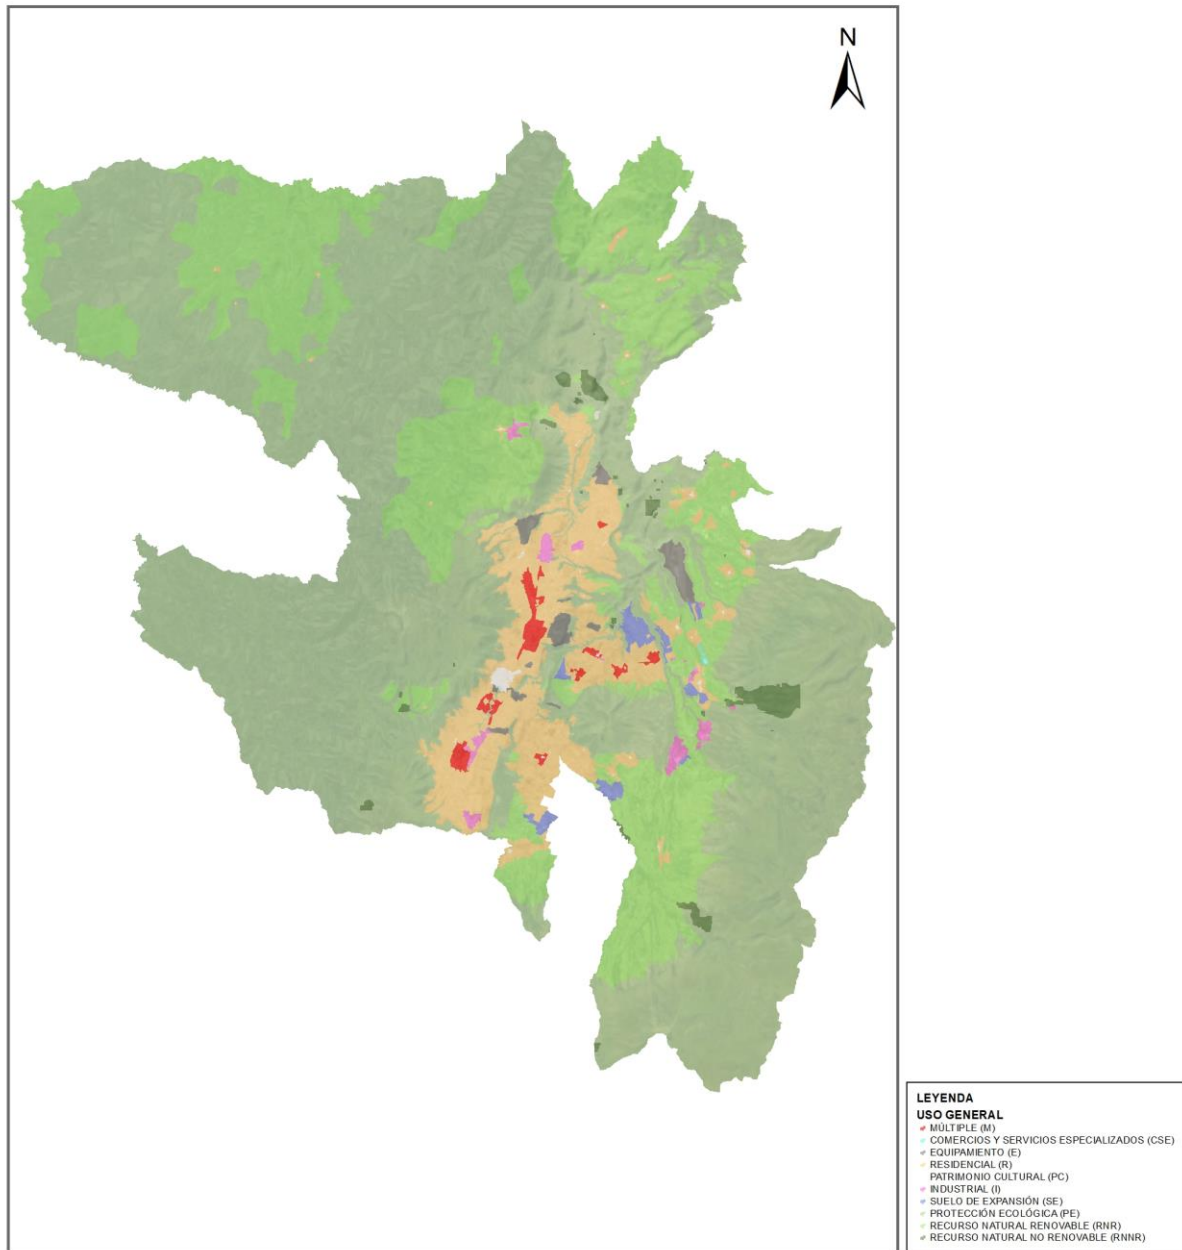 N
LEYENDA
USO GENERAL
MÚLTIPLE (M)
COMERCIOS Y SERVICIOS ESPECIALIZADOS (CSE)
EQUIPAMIENTO (E)
RESIDENCIAL (R)
PATRIMONIO CULTURAL (PC)
INDUSTRIAL (I)
SUELO DE EXPANSIÓN (SE)
PROTECCIÓN ECOLÓGICA (PE)
RECURSO NATURAL RENOVABLE (RNR)
RECURSO NATURAL NO RENOVABLE (RNNR)